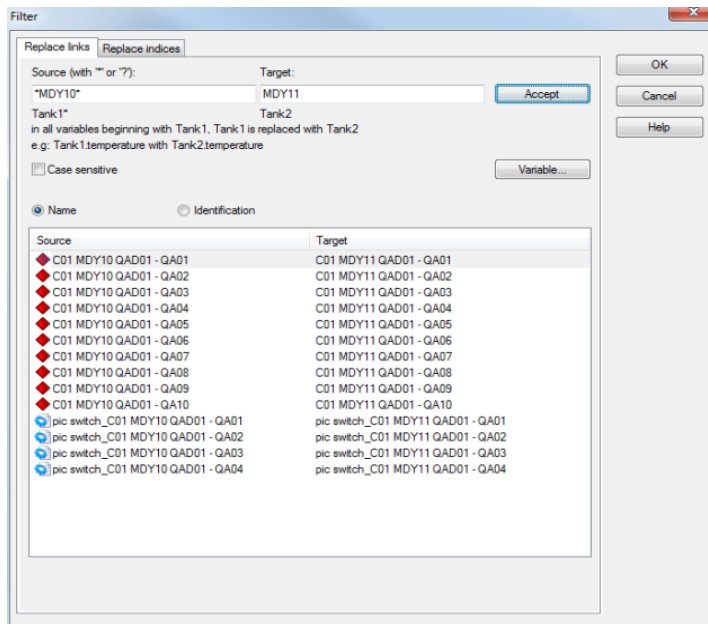 Filter
Replace links Replace indices
Source (with '*' or '?'): Target:
*MDY10* MDY11 Accept
Tank1* Tank2
in all variables beginning with Tank1, Tank1 is replaced with Tank2
e.g: Tank1.temperature with Tank2.temperature
Case sensitive Variable...
Name Identification
Source Target
C01 MDY10 QAD01 - QA01 C01 MDY11 QAD01 - QA01
C01 MDY10 QAD01 - QA02 C01 MDY11 QAD01 - QA02
C01 MDY10 QAD01 - QA03 C01 MDY11 QAD01 - QA03
C01 MDY10 QAD01 - QA04 C01 MDY11 QAD01 - QA04
C01 MDY10 QAD01 - QA05 C01 MDY11 QAD01 - QA05
C01 MDY10 QAD01 - QA06 C01 MDY11 QAD01 - QA06
C01 MDY10 QAD01 - QA07 C01 MDY11 QAD01 - QA07
C01 MDY10 QAD01 - QA08 C01 MDY11 QAD01 - QA08
C01 MDY10 QAD01 - QA09 C01 MDY11 QAD01 - QA09
C01 MDY10 QAD01 - QA10 C01 MDY11 QAD01 - QA10
pic switch_C01 MDY10 QAD01 - QA01 pic switch_C01 MDY11 QAD01 - QA01
pic switch_C01 MDY10 QAD01 - QA02 pic switch_C01 MDY11 QAD01 - QA02
pic switch_C01 MDY10 QAD01 - QA03 pic switch_C01 MDY11 QAD01 - QA03
pic switch_C01 MDY10 QAD01 - QA04 pic switch_C01 MDY11 QAD01 - QA04
OK
Cancel
Help